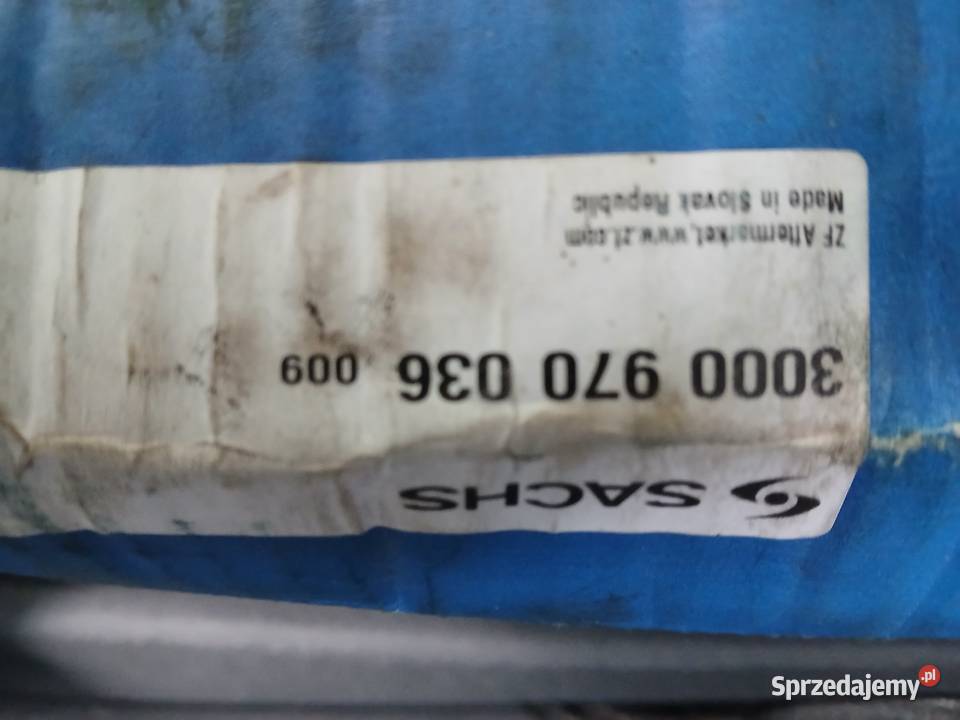 SACHS
3000 970 036 009
ZF Aftermarket, www.zf.com
Made in Slovak Republic
Sprzedajemy.pl